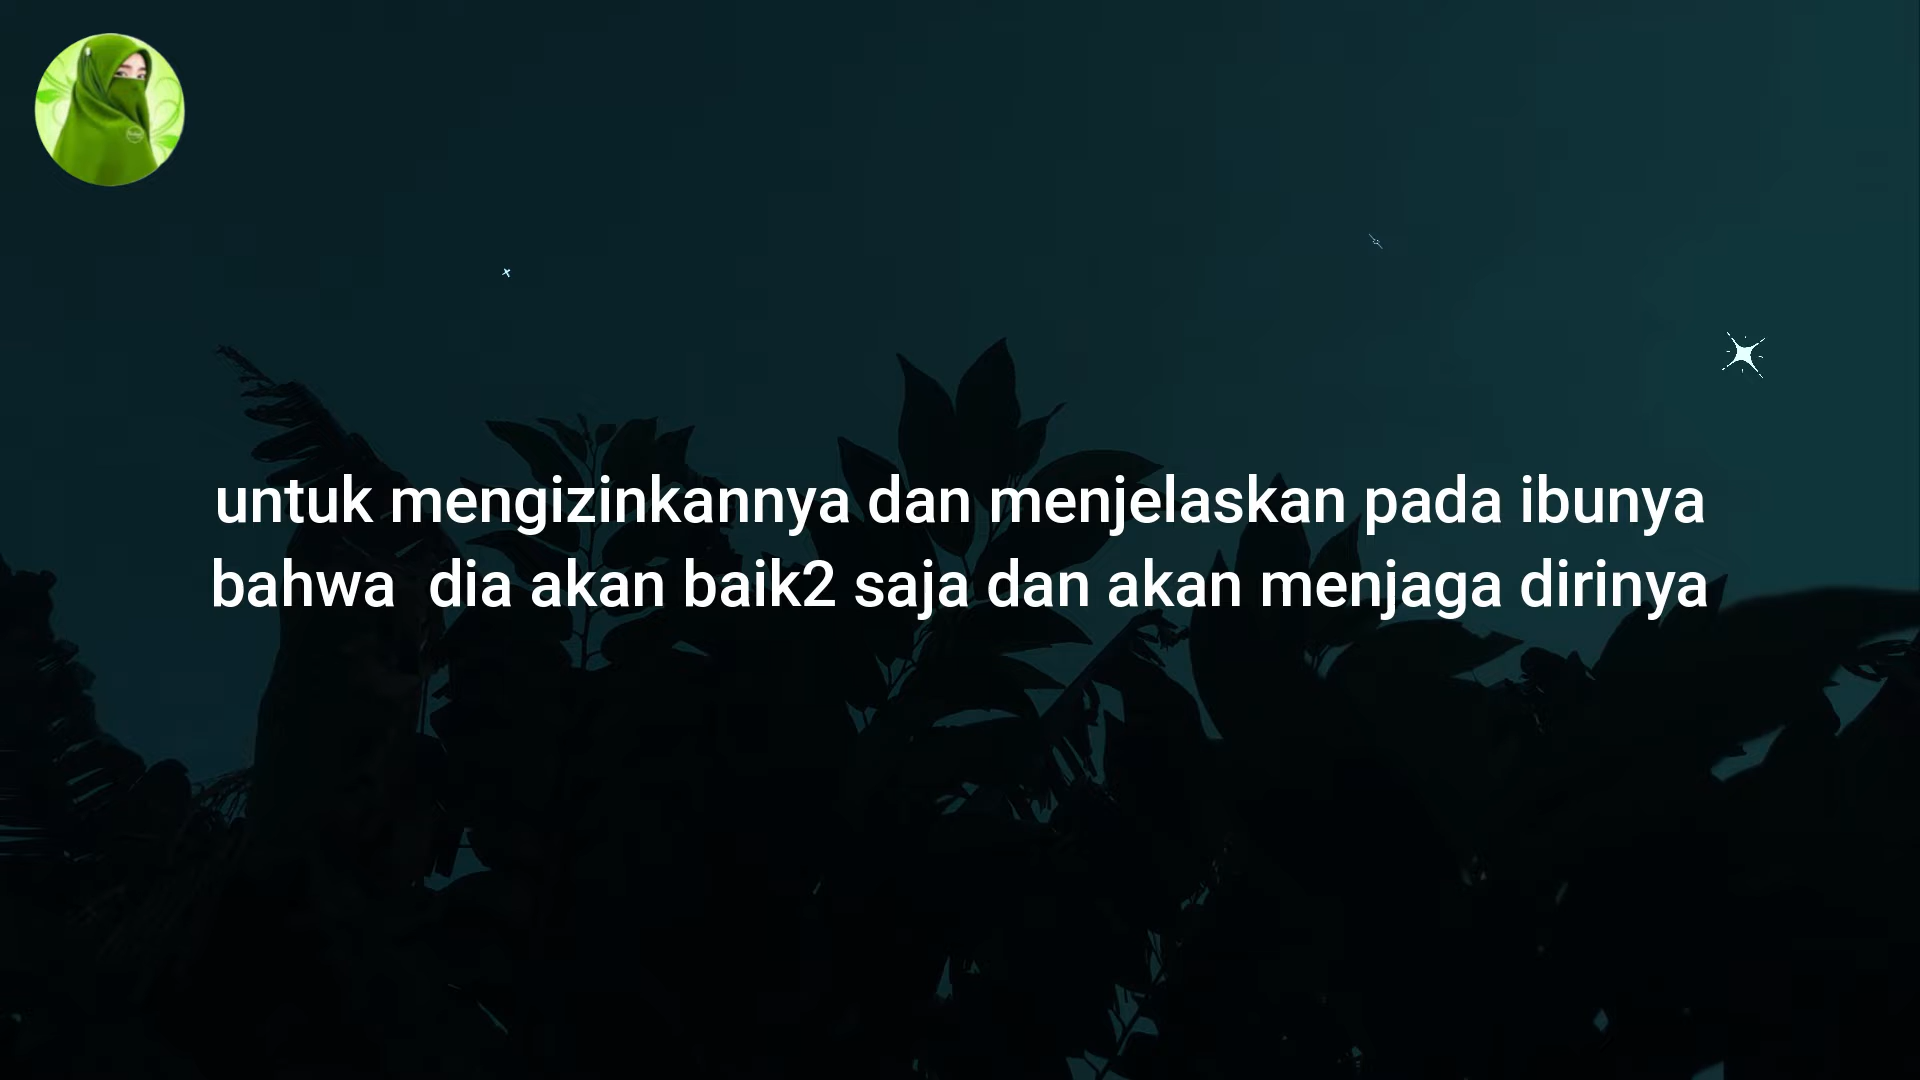 untuk mengizinkannya dan menjelaskan pada ibunya
bahwa  dia akan baik2 saja dan akan menjaga dirinya